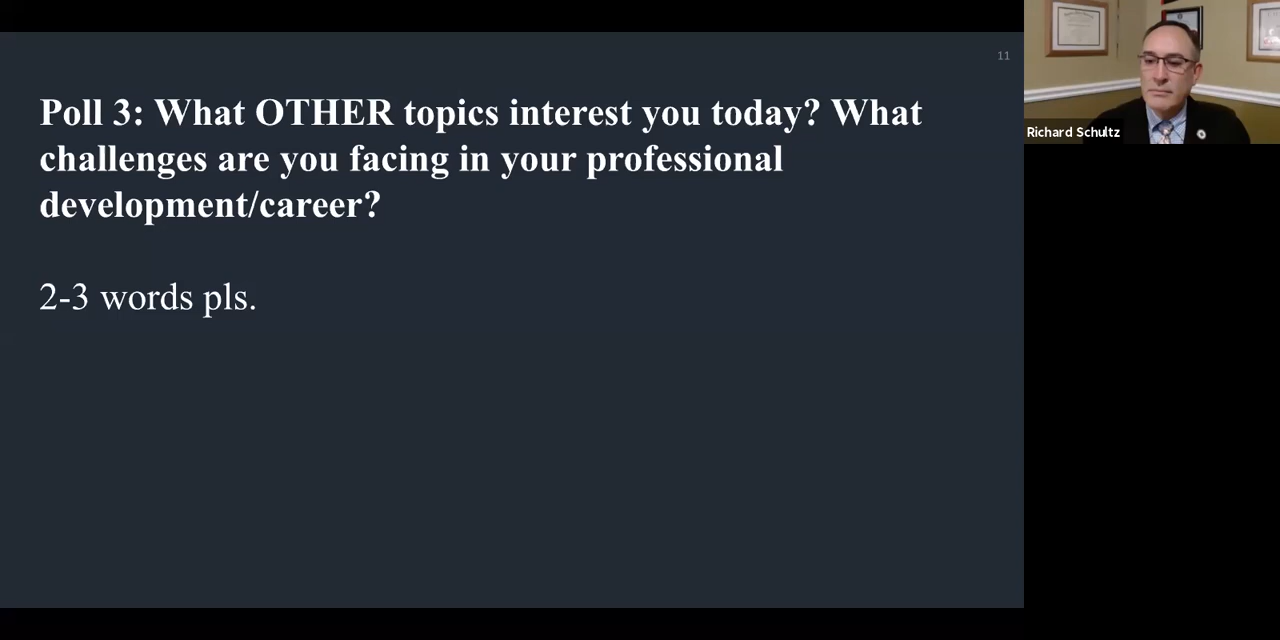 11
Poll 3: What OTHER topics interest you today? What
challenges are you facing in your professional
development/career?
2-3 words pls.
Richard Schultz